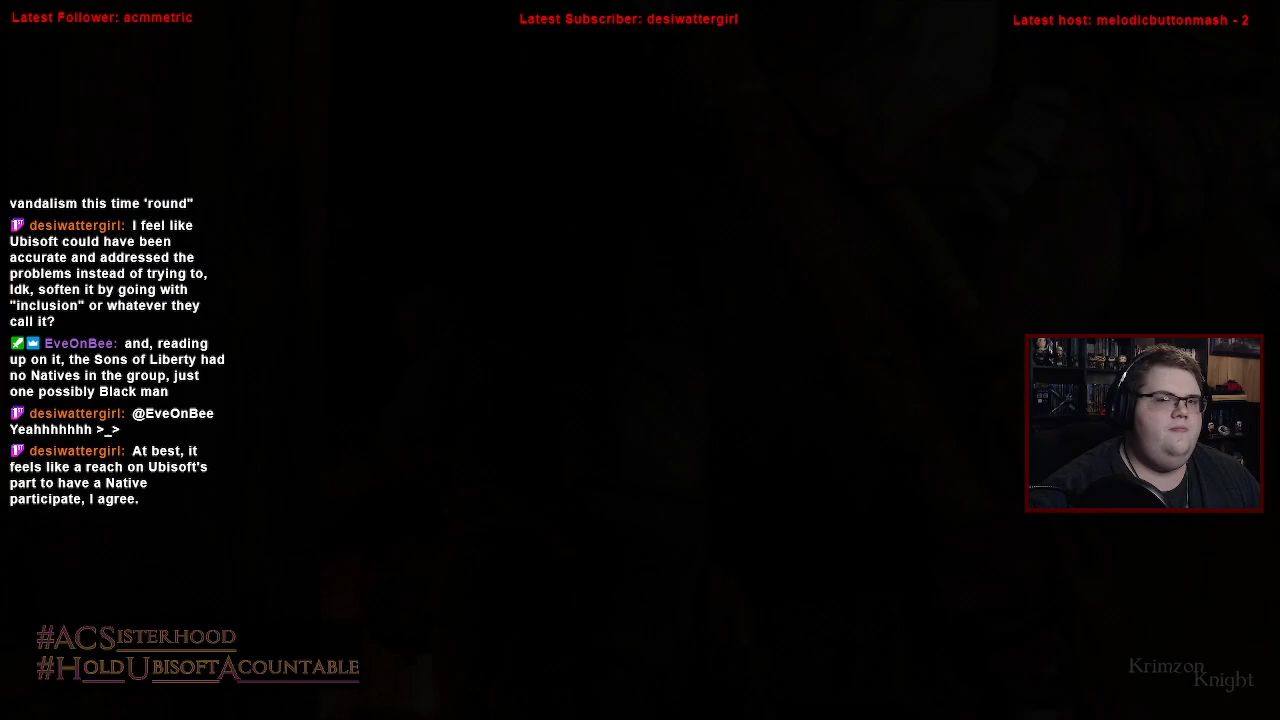 Latest Follower: acmmetric
Latest Subscriber: desiwattergirl
Latest host: melodicbuttonmash - 2
vandalism this time 'round"
desiwattergirl: I feel like
Ubisoft could have been
accurate and addressed the
problems instead of trying to,
Idk, soften it by going with
"inclusion" or whatever they
call it?
EveOnBee: and, reading
up on it, the Sons of Liberty had
no Natives in the group, just
one possibly Black man
desiwattergirl: @EveOnBee
Yeahhhhhhh >_>
desiwattergirl: At best, it
feels like a reach on Ubisoft's
part to have a Native
participate, I agree.
#ACSisterhood
#HoldUbisoftAcountable
Krimzon
Knight